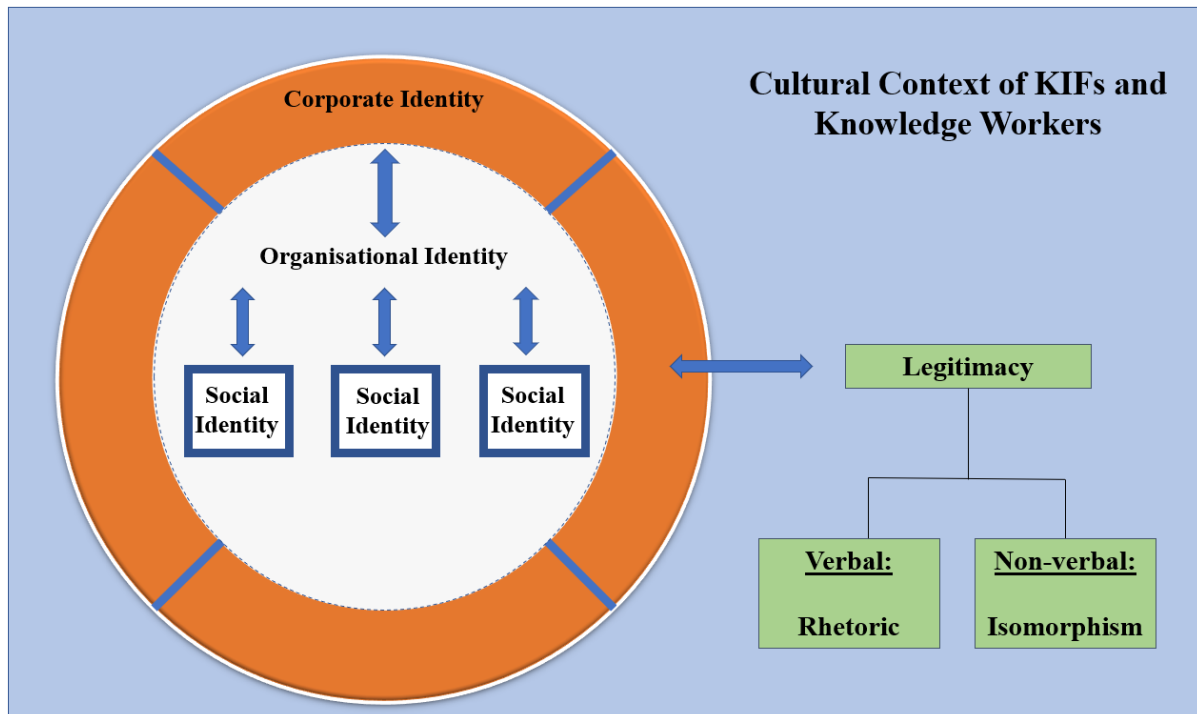 Corporate Identity
Cultural Context of KIFs and
Knowledge Workers
Organisational Identity
Social
Identity
Social
Identity
Social
Identity
Legitimacy
Verbal:
Rhetoric
Non-verbal:
Isomorphism